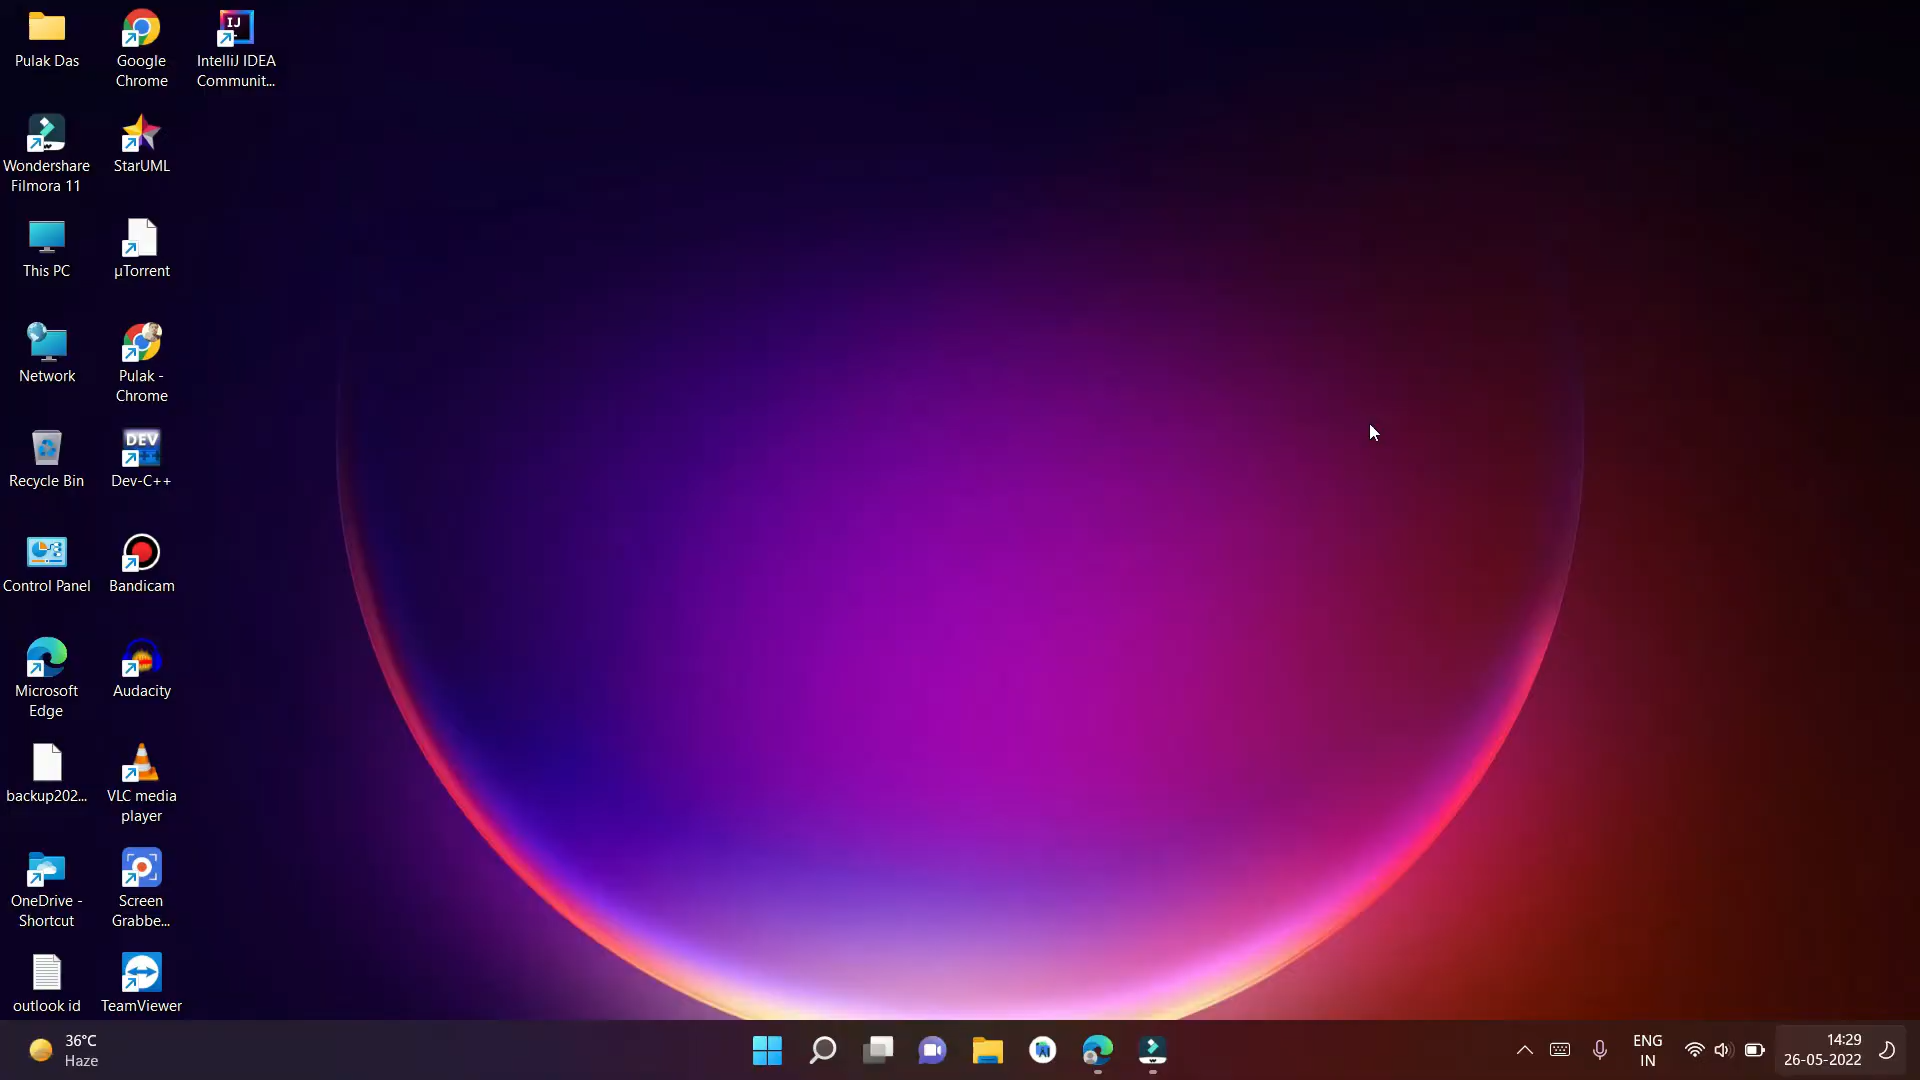 Pulak Das
Google
Chrome
IntelliJ IDEA
Communit...
Wondershare
Filmora 11
StarUML
This PC
µTorrent
Network
Pulak -
Chrome
Recycle Bin
DEV
Dev-C++
Control Panel
Bandicam
Microsoft
Edge
Audacity
backup202...
VLC media
player
OneDrive -
Shortcut
Screen
Grabbe...
outlook id
TeamViewer
36°C
Haze
ENG
IN
14:29
26-05-2022